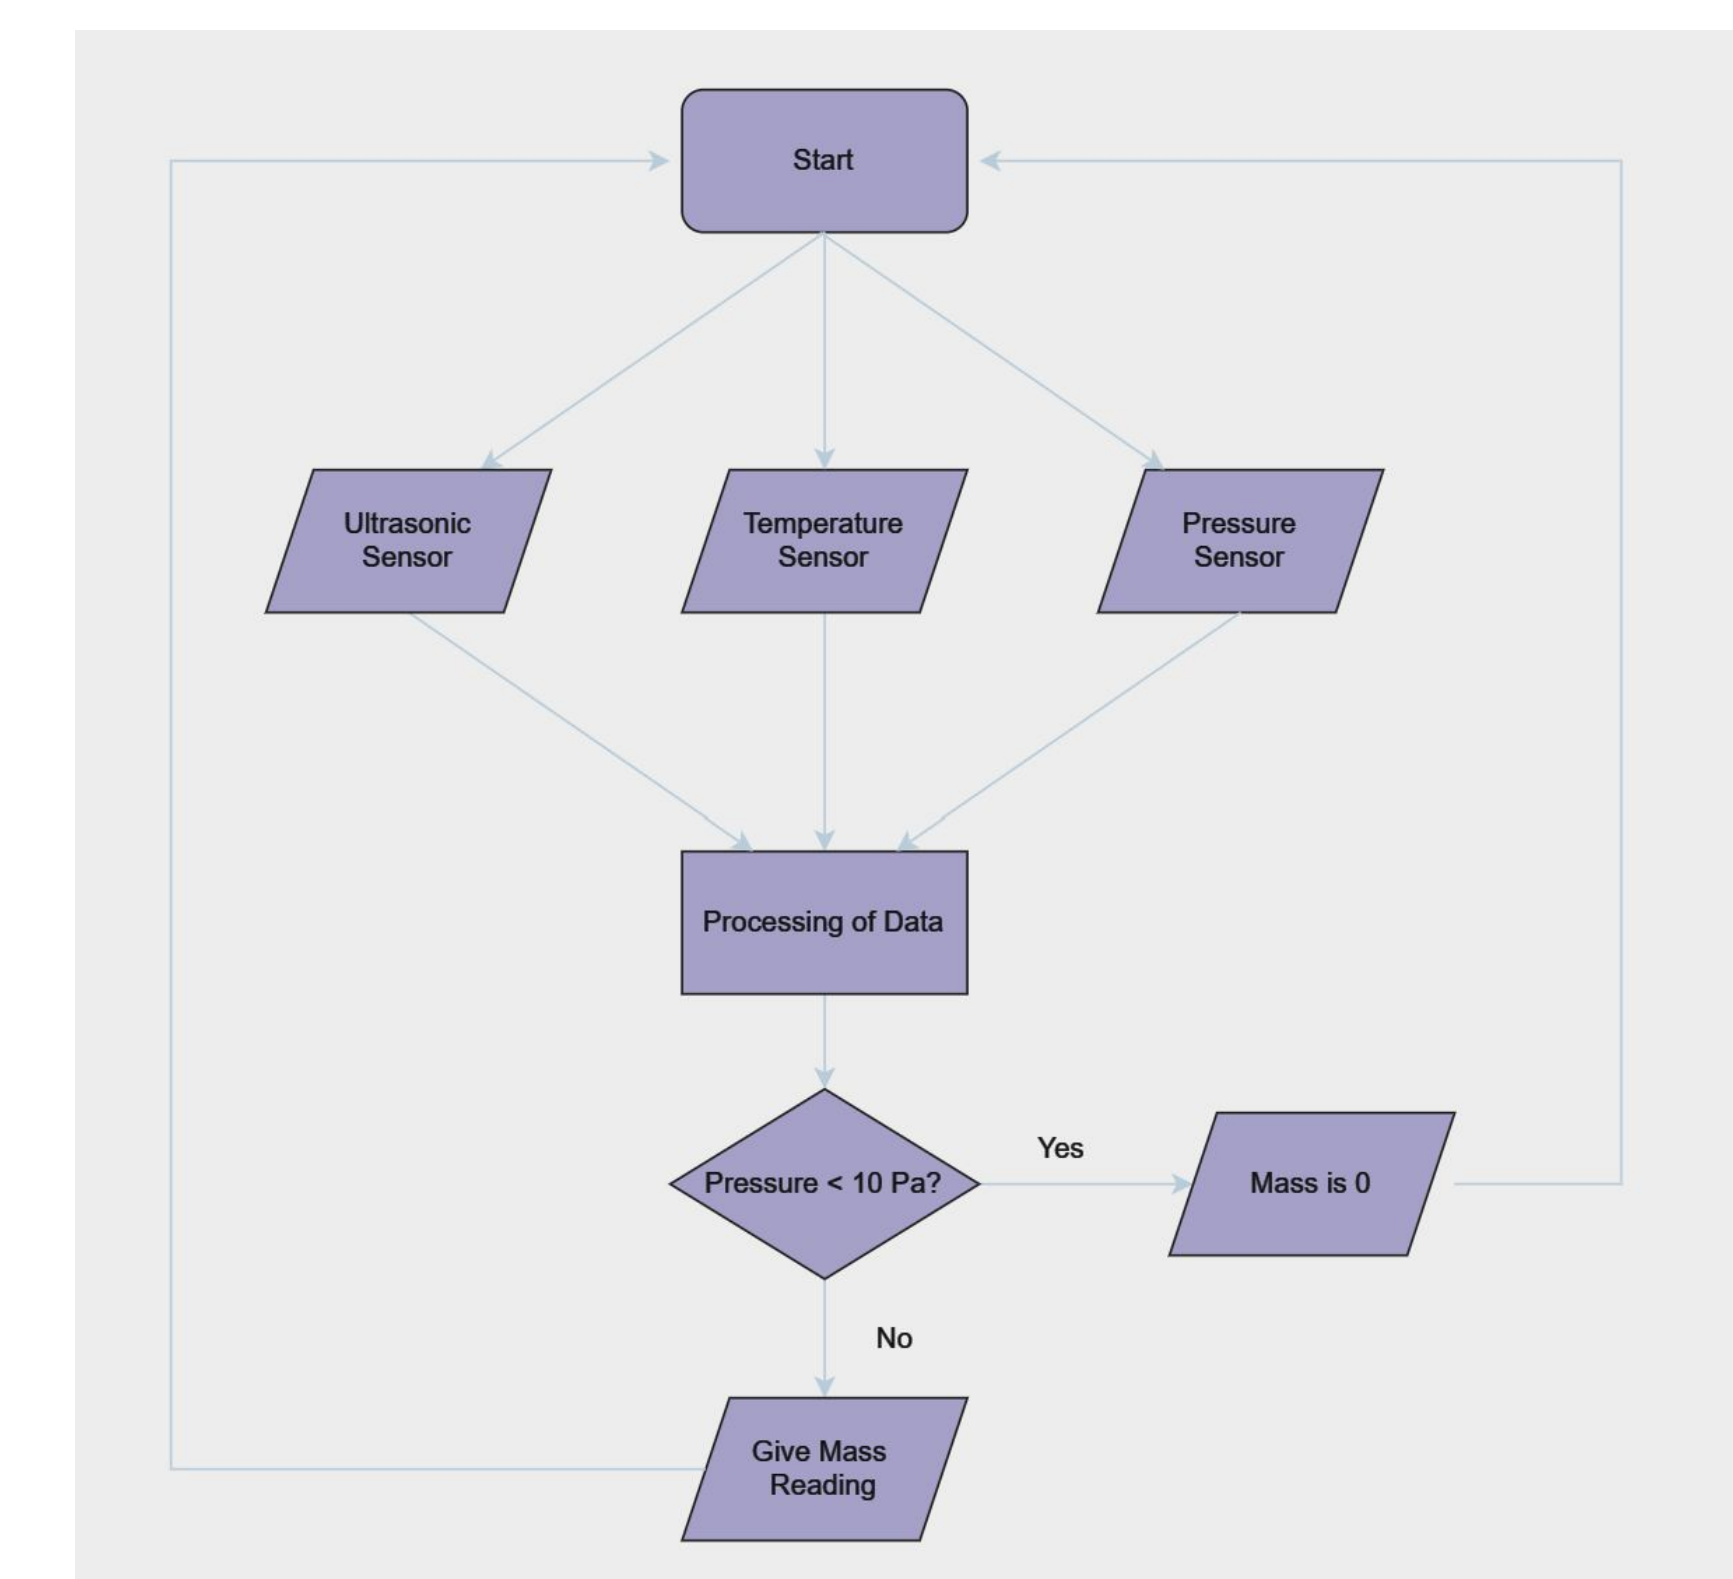 Start
Ultrasonic
Sensor
Temperature
Sensor
Pressure
Sensor
Processing of Data
Pressure < 10 Pa?
Yes
Mass is 0
No
Give Mass
Reading